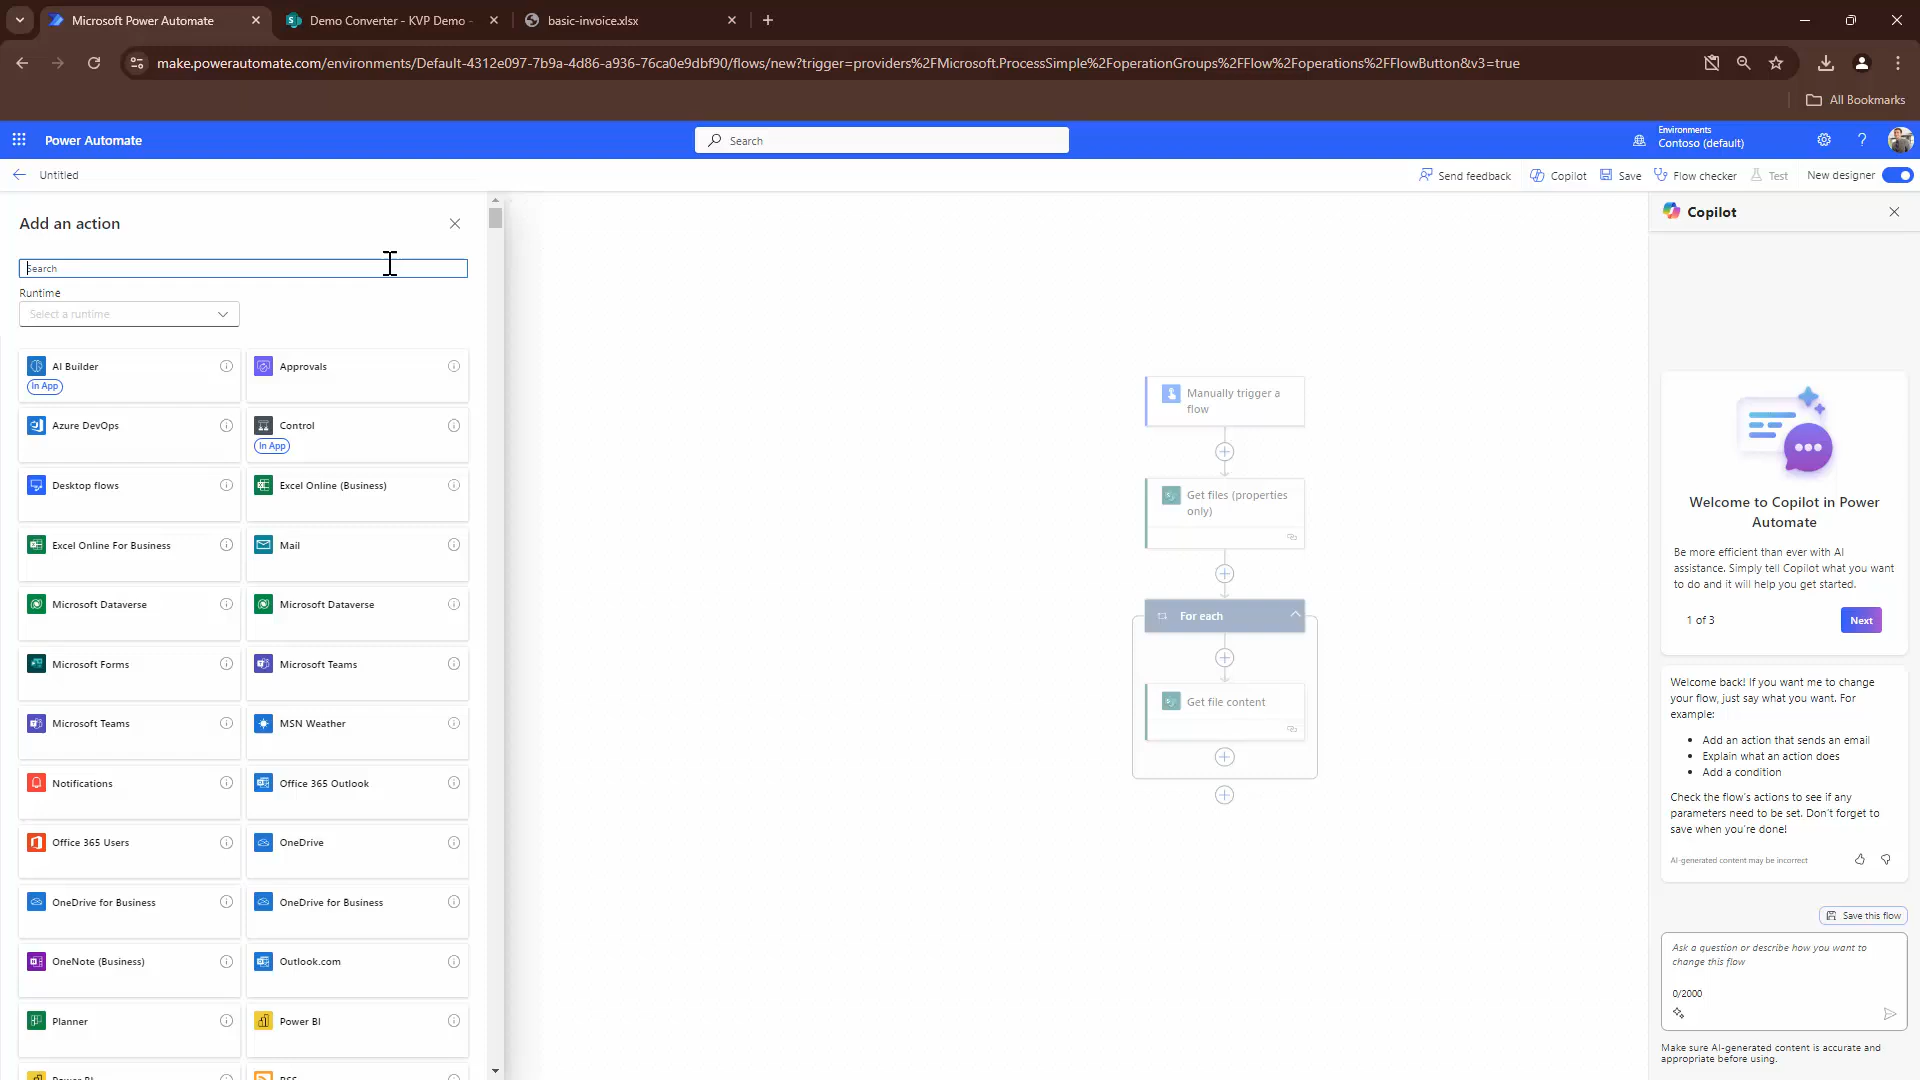 Microsoft Power Automate
Demo Converter - KVP Demo -
basic-invoice.xlsx
make.powerautomate.com/environments/Default-4312e097-7b9a-4d86-a936-76ca0e9dbf90/flows/new?trigger=providers%2FMicrosoft.ProcessSimple%2FoperationGroups%2FFlow%2Foperations%2FFlowButton&v3=true
All Bookmarks
Power Automate
Search
Environments
Contoso (default)
Untitled
Send feedback
Copilot
Save
Flow checker
Test
New designer
Add an action
Search
Runtime
Select a runtime
AI Builder
In App
Approvals
Azure DevOps
Control
In App
Desktop flows
Excel Online (Business)
Excel Online For Business
Mail
Microsoft Dataverse
Microsoft Dataverse
Microsoft Forms
Microsoft Teams
Microsoft Teams
MSN Weather
Notifications
Office 365 Outlook
Office 365 Users
OneDrive
OneDrive for Business
OneDrive for Business
OneNote (Business)
Outlook.com
Planner
Power BI
Manually trigger a
flow
Get files (properties
only)
For each
Get file content
Copilot
Welcome to Copilot in Power
Automate
Be more efficient than ever with AI
assistance. Simply tell Copilot what you want
to do and it will help you get started.
1 of 3
Next
Welcome back! If you want me to change
your flow, just say what you want. For
example:
• Add an action that sends an email
• Explain what an action does
• Add a condition
Check the flow's actions to see if any
parameters need to be set. Don't forget to
save when you're done!
AI-generated content may be incorrect
Save this flow
Ask a question or describe how you want to
change this flow
0/2000
Make sure AI-generated content is accurate and
appropriate before using.